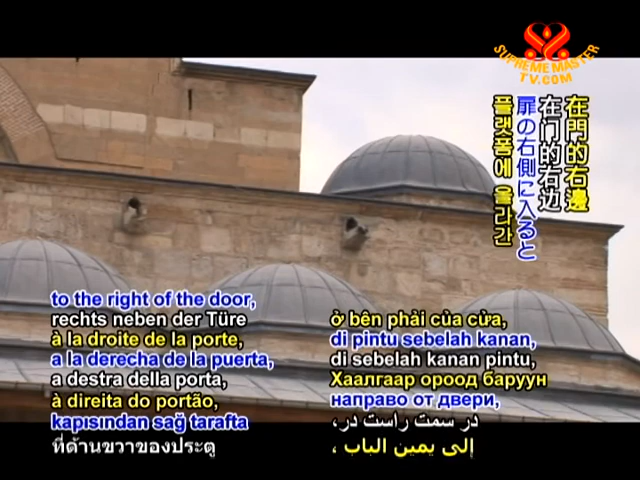 SUPREME MASTER
TV.COM
在門的右邊
在门的右边
扉の右側に入ると
플랫폼에 올라간
to the right of the door,
rechts neben der Türe
à la droite de la porte,
a la derecha de la puerta,
a destra della porta,
à direita do portão,
kapısından sağ tarafta
ที่ด้านขวาของประตู
ở bên phải của cửa,
di pintu sebelah kanan,
di sebelah kanan pintu,
Хаалгаар ороод баруун
направо от двери,
در سمت راست در،
إلى يمين الباب ،